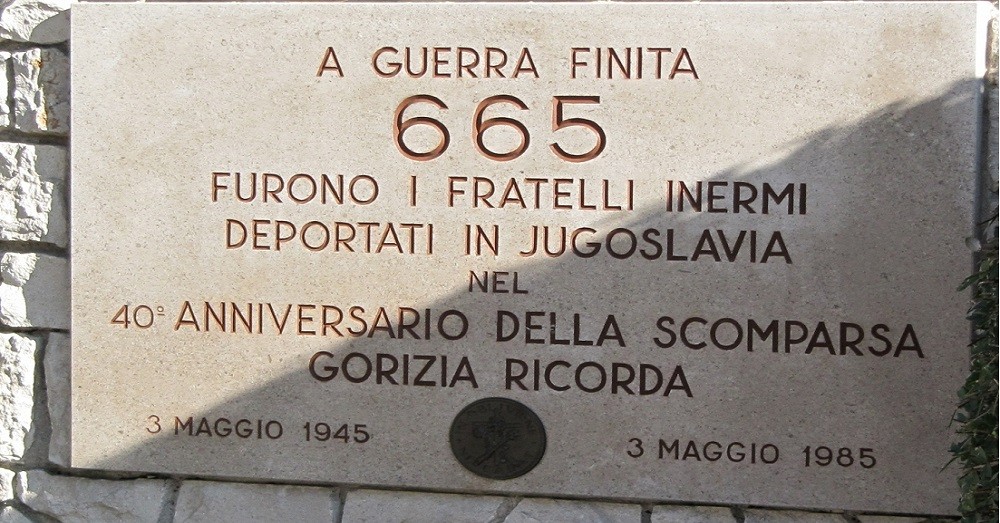 A GUERRA FINITA
665
FURONO I FRATELLI INERMI
DEPORTATI IN JUGOSLAVIA
NEL
40° ANNIVERSARIO DELLA SCOMPARSA
GORIZIA RICORDA
3 MAGGIO 1945
3 MAGGIO 1985